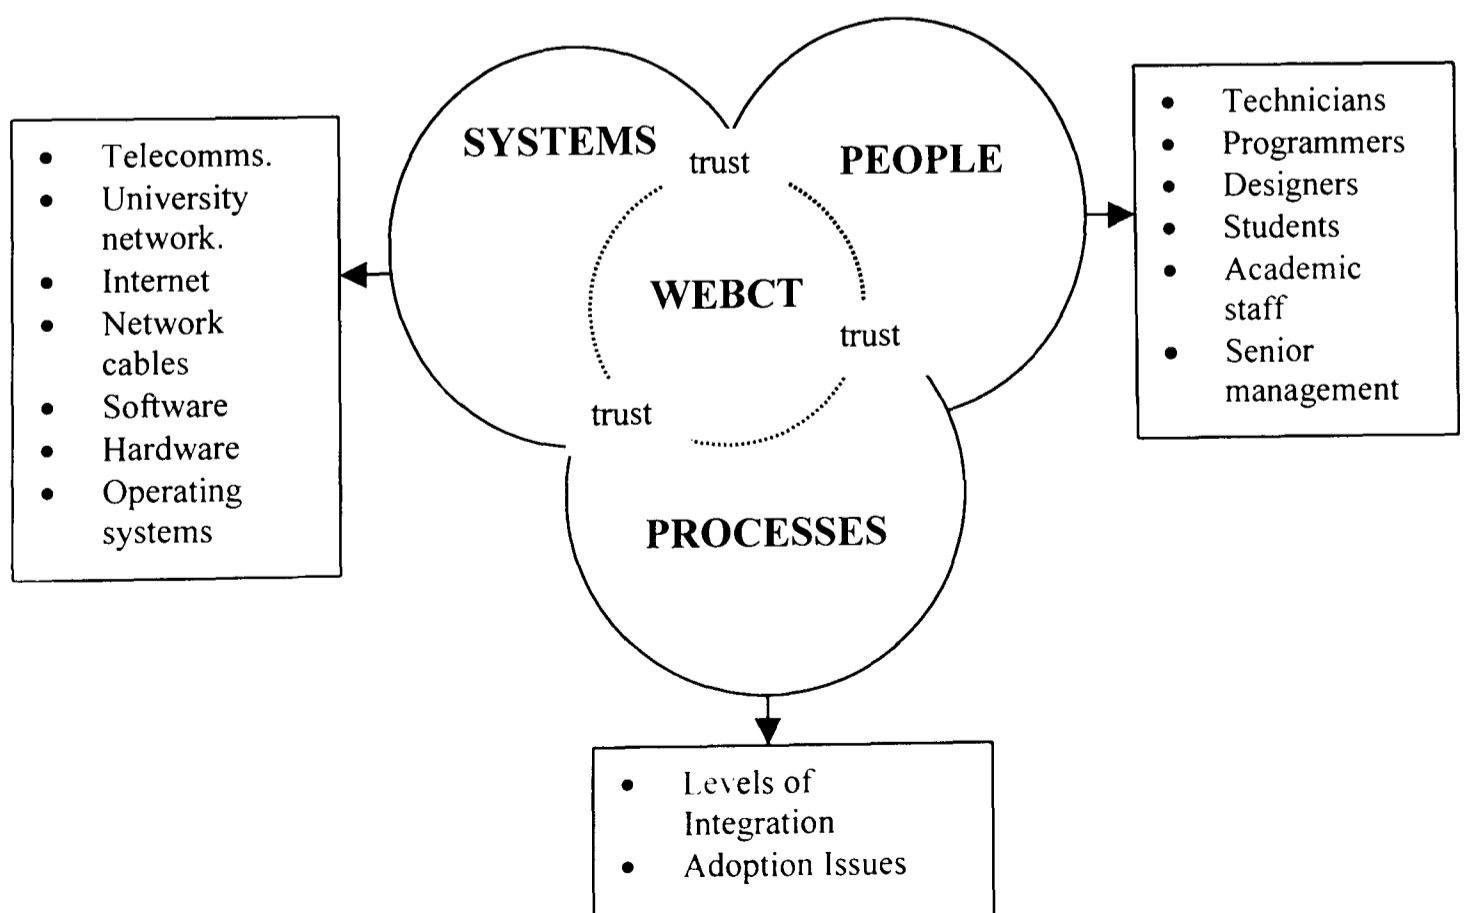 SYSTEMS
trust
PEOPLE
WEBCT
trust
trust
PROCESSES
• Telecomms.
• University
network.
• Internet
• Network
cables
• Software
• Hardware
• Operating
systems
• Technicians
• Programmers
• Designers
• Students
• Academic
staff
• Senior
management
• Levels of
Integration
• Adoption Issues